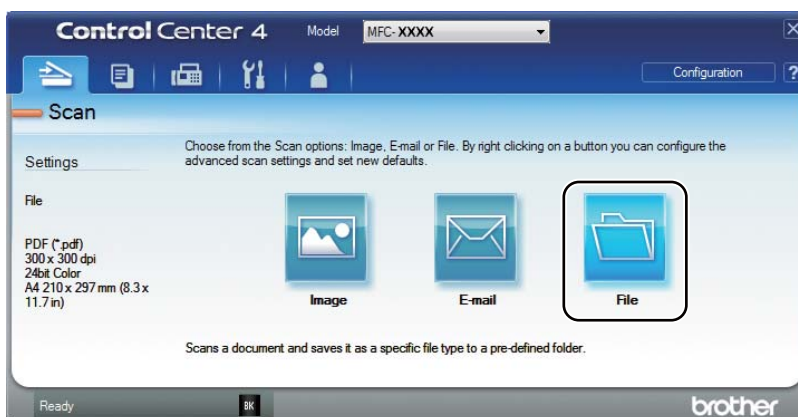 Control Center 4 Model MFC-XXXX
Configuration ?
Scan
Settings
Choose from the Scan options: Image, E-mail or File. By right clicking on a button you can configure the
advanced scan settings and set new defaults.
File
PDF (*.pdf)
300 x 300 dpi
24bit Color
A4 210 x 297 mm (8.3 x
11.7 in)
Image E-mail File
Scans a document and saves it as a specific file type to a pre-defined folder.
Ready BK brother